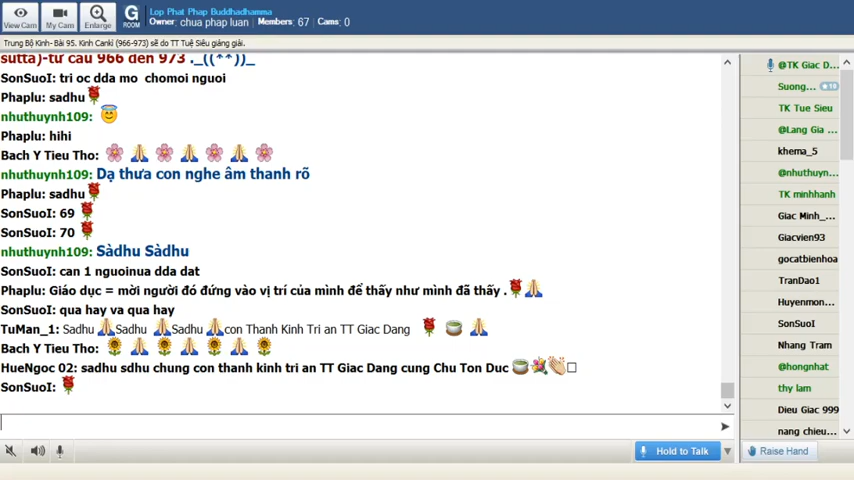 Lop Phat Phap Buddhadhamma
Owner: chua phap luan Members: 67 Cams: 0
View Cam My Cam Enlarge G ROOM
Trung Bộ Kinh- Bài 95. Kinh Canki (966-973) sẽ do TT Tuệ Siêu giảng giải.
sutta)-từ câu 966 đến 973 ._((**))_
SonSuoI: tri oc dda mo chomoi nguoi
Phaplu: sadhu
nhuthuynh109:
Phaplu: hihi
Bach Y Tieu Tho:
nhuthuynh109: Dạ thưa con nghe âm thanh rõ
Phaplu: sadhu
SonSuoI: 69
SonSuoI: 70
nhuthuynh109: Sàdhu Sàdhu
SonSuoI: can 1 nguoinua dda dat
Phaplu: Giáo dục = mời người đó đứng vào vị trí của mình để thấy như mình đã thấy .
SonSuoI: qua hay va qua hay
TuMan_1: Sadhu Sadhu Sadhu con Thanh Kinh Tri an TT Giac Dang
Bach Y Tieu Tho:
HueNgoc 02: sadhu sdhu chung con thanh kinh tri an TT Giac Dang cung Chu Ton Duc
SonSuoI:
Hold to Talk
@TK Giac D...
Suong...
TK Tue Sieu
@Lang Gia ...
khema_5
@nhuthuyn...
TK minhhanh
Giac Minh_...
Giacvien93
gocatbienhoa
TranDao1
Huyenmon...
SonSuoI
Nhang Tram
@hongnhat
thy lam
Dieu Giac 999
nang chieu...
Raise Hand